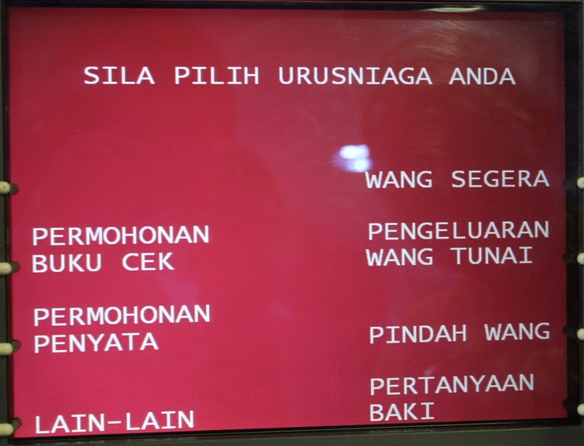 SILA PILIH URUSNIAGA ANDA
WANG SEGERA
PERMOHONAN
BUKU CEK
PENGELUARAN
WANG TUNAI
PERMOHONAN
PENYATA
PINDAH WANG
LAIN-LAIN
PERTANYAAN
BAKI